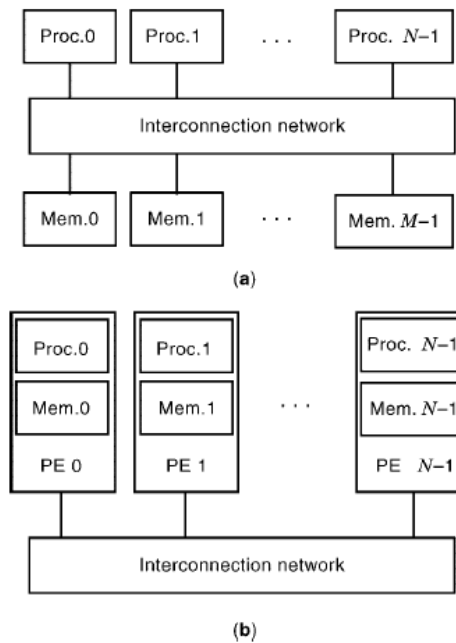 Proc.0 Proc.1 . . . Proc. N–1
Interconnection network
Mem.0 Mem.1 . . . Mem. M–1
(a)
Proc.0 Proc.1 Proc. N–1
Mem.0 Mem.1 . . . Mem. N–1
PE 0 PE 1 PE N–1
Interconnection network
(b)